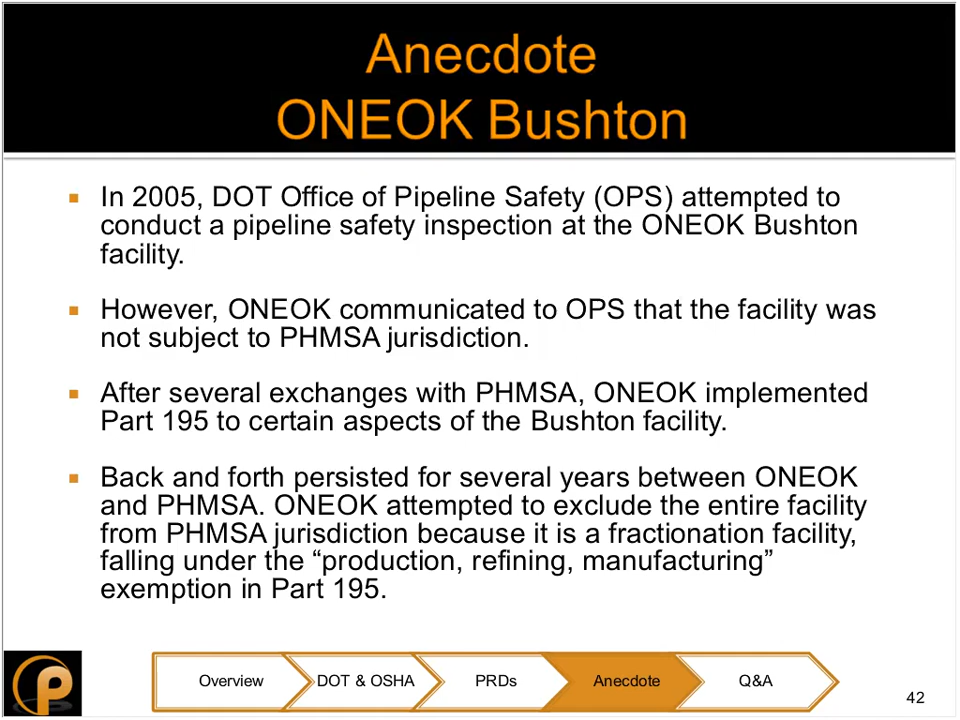 Anecdote
ONEOK Bushton
In 2005, DOT Office of Pipeline Safety (OPS) attempted to
conduct a pipeline safety inspection at the ONEOK Bushton
facility.
However, ONEOK communicated to OPS that the facility was
not subject to PHMSA jurisdiction.
After several exchanges with PHMSA, ONEOK implemented
Part 195 to certain aspects of the Bushton facility.
Back and forth persisted for several years between ONEOK
and PHMSA. ONEOK attempted to exclude the entire facility
from PHMSA jurisdiction because it is a fractionation facility,
falling under the “production, refining, manufacturing”
exemption in Part 195.
P
Overview DOT & OSHA PRDs Anecdote Q&A
42